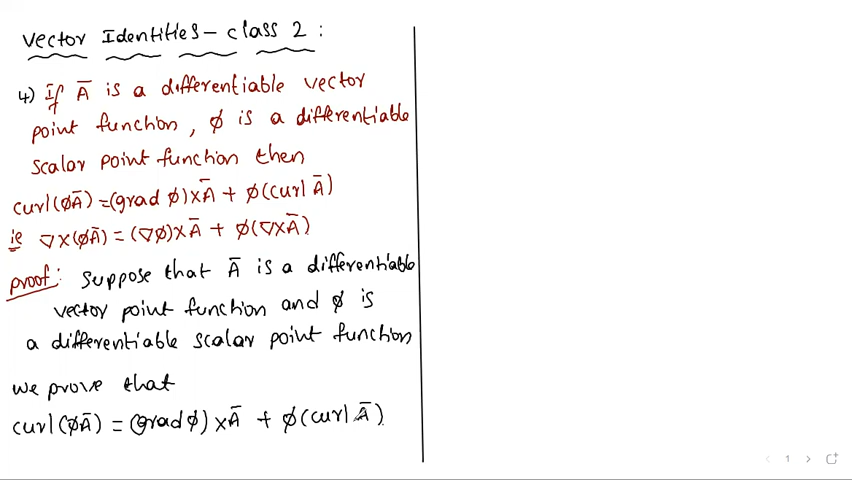 Vector Identities - class 2 :
4) If Ā is a differentiable vector
point function, ϕ is a differentiable
scalar point function then
curl(ϕĀ) = (grad ϕ)×Ā + ϕ(curl Ā)
ie ∇×(ϕĀ) = (∇ϕ)×Ā + ϕ(∇×Ā)
proof: Suppose that Ā is a differentiable
vector point function and ϕ is
a differentiable scalar point function
we prove that
curl(ϕĀ) = (grad ϕ)×Ā + ϕ(curl Ā)
1